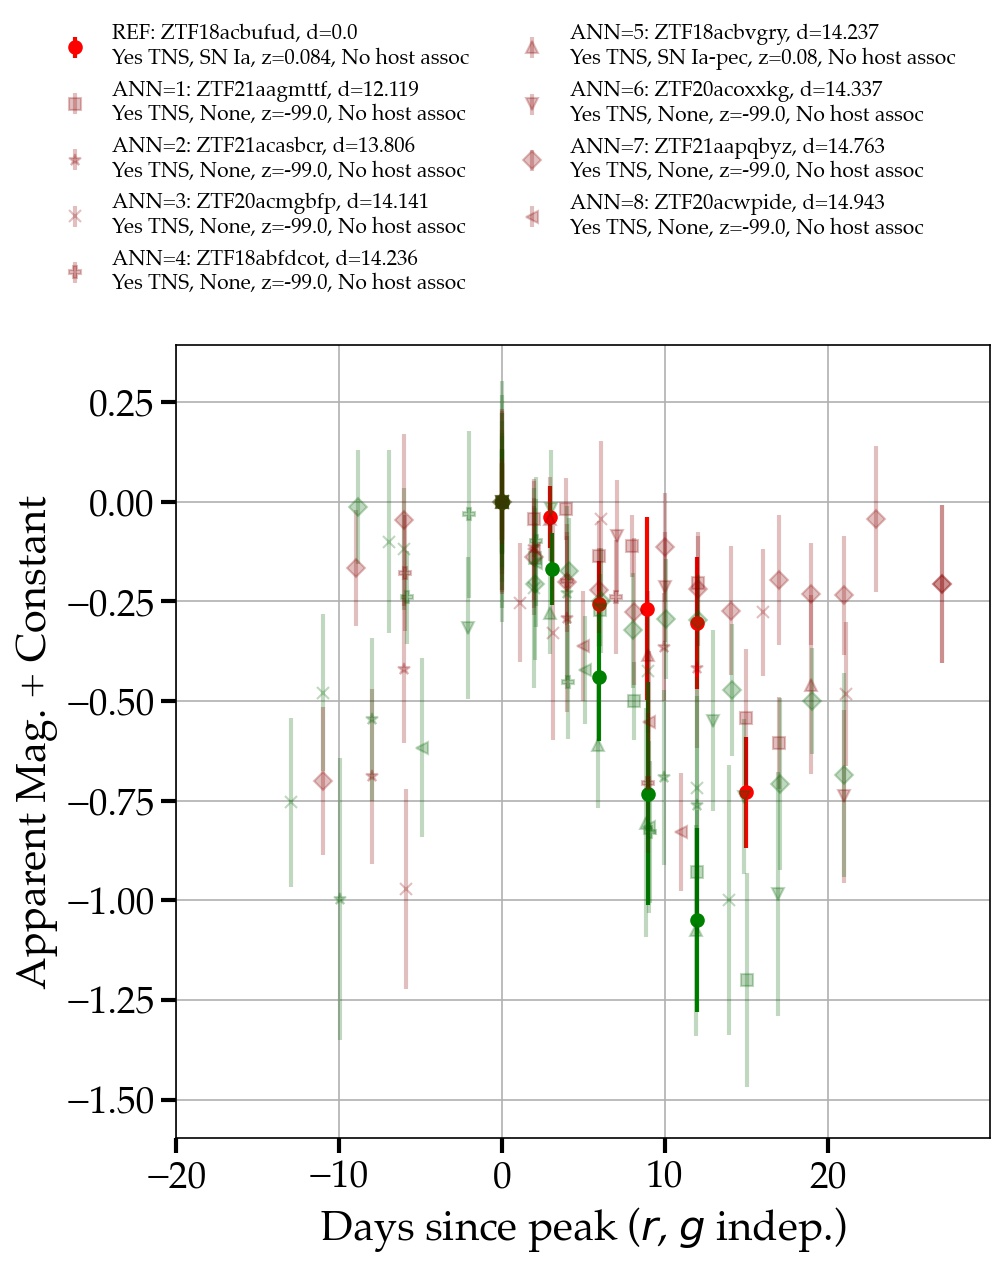 REF: ZTF18acbufud, d=0.0
Yes TNS, SN Ia, z=0.084, No host assoc
ANN=1: ZTF21aagmttf, d=12.119
Yes TNS, None, z=-99.0, No host assoc
ANN=2: ZTF21acasbcr, d=13.806
Yes TNS, None, z=-99.0, No host assoc
ANN=3: ZTF20acmgbfp, d=14.141
Yes TNS, None, z=-99.0, No host assoc
ANN=4: ZTF18abfdcot, d=14.236
Yes TNS, None, z=-99.0, No host assoc
ANN=5: ZTF18acbvgry, d=14.237
Yes TNS, SN Ia-pec, z=0.08, No host assoc
ANN=6: ZTF20acoxxkg, d=14.337
Yes TNS, None, z=-99.0, No host assoc
ANN=7: ZTF21aapqbyz, d=14.763
Yes TNS, None, z=-99.0, No host assoc
ANN=8: ZTF20acwpide, d=14.943
Yes TNS, None, z=-99.0, No host assoc
Apparent Mag. + Constant
0.25
0.00
−0.25
−0.50
−0.75
−1.00
−1.25
−1.50
−20
−10
0
10
20
Days since peak (r, g indep.)